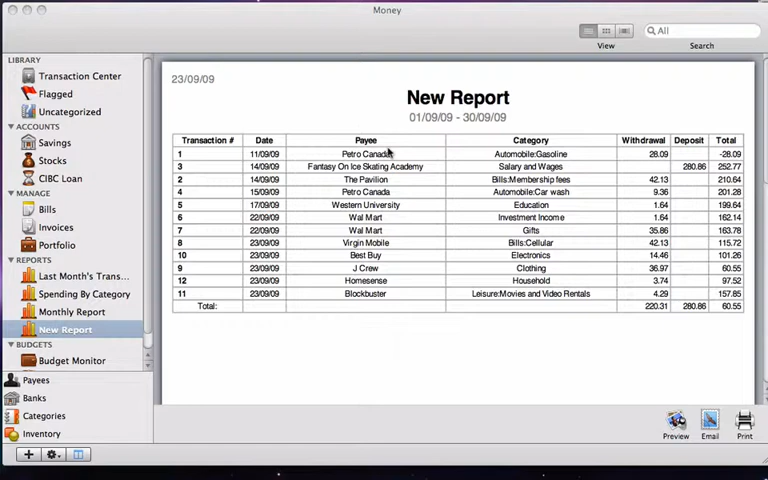 Money
View
All
Search
LIBRARY
Transaction Center
Flagged
Uncategorized
ACCOUNTS
Savings
Stocks
CIBC Loan
MANAGE
Bills
Invoices
Portfolio
REPORTS
Last Month's Trans...
Spending By Category
Monthly Report
New Report
BUDGETS
Budget Monitor
Payees
Banks
Categories
Inventory
23/09/09
New Report
01/09/09 - 30/09/09
Transaction # Date Payee Category Withdrawal Deposit Total
1 11/09/09 Petro Canada Automobile:Gasoline 28.09 -28.09
3 14/09/09 Fantasy On Ice Skating Academy Salary and Wages 280.86 252.77
2 14/09/09 The Pavilion Bills:Membership fees 42.13 210.64
4 15/09/09 Petro Canada Automobile:Car wash 9.36 201.28
5 17/09/09 Western University Education 1.64 199.64
6 22/09/09 Wal Mart Investment Income 1.64 162.14
7 22/09/09 Wal Mart Gifts 35.86 163.78
8 23/09/09 Virgin Mobile Bills:Cellular 42.13 115.72
10 23/09/09 Best Buy Electronics 14.46 101.26
9 23/09/09 J Crew Clothing 36.97 60.55
12 23/09/09 Homesense Household 3.74 97.52
11 23/09/09 Blockbuster Leisure:Movies and Video Rentals 4.29 157.85
Total: 220.31 280.86 60.55
Preview
Email
Print